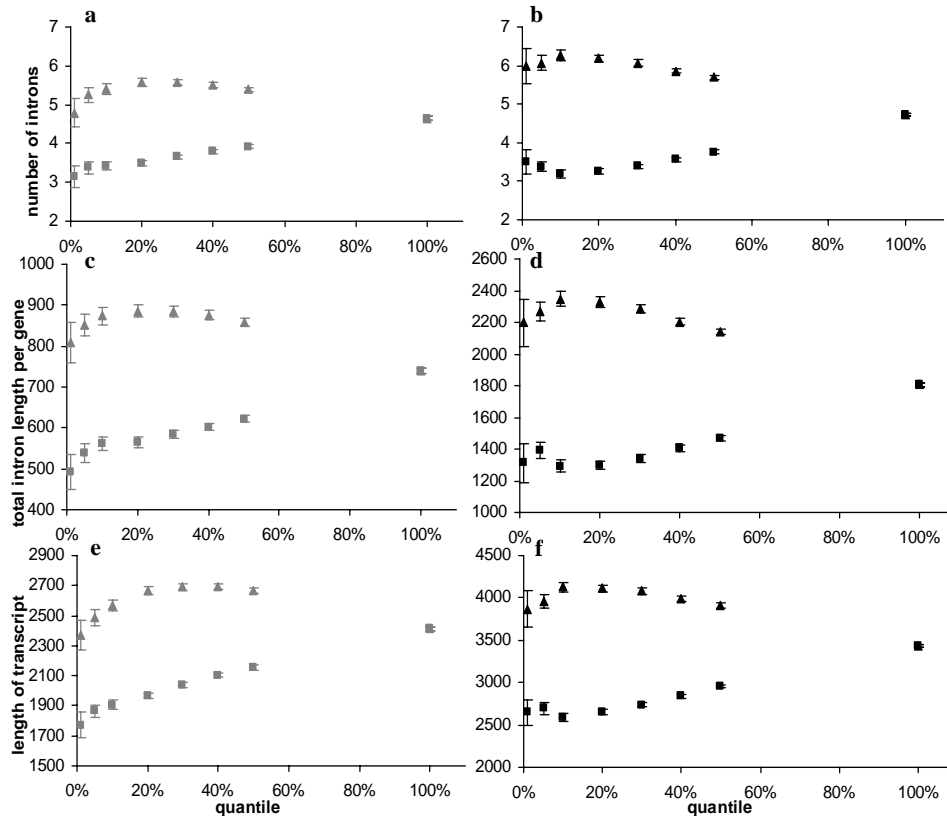 a
b
number of introns
7
6
5
4
3
2
0% 20% 40% 60% 80% 100%
7
6
5
4
3
2
0% 20% 40% 60% 80% 100%
c
d
total intron length per gene
1000
900
800
700
600
500
400
0% 20% 40% 60% 80% 100%
2600
2400
2200
2000
1800
1600
1400
1200
1000
0% 20% 40% 60% 80% 100%
e
f
length of transcript
2900
2700
2500
2300
2100
1900
1700
1500
0% 20% 40% 60% 80% 100%
quantile
4500
4000
3500
3000
2500
2000
0% 20% 40% 60% 80% 100%
quantile